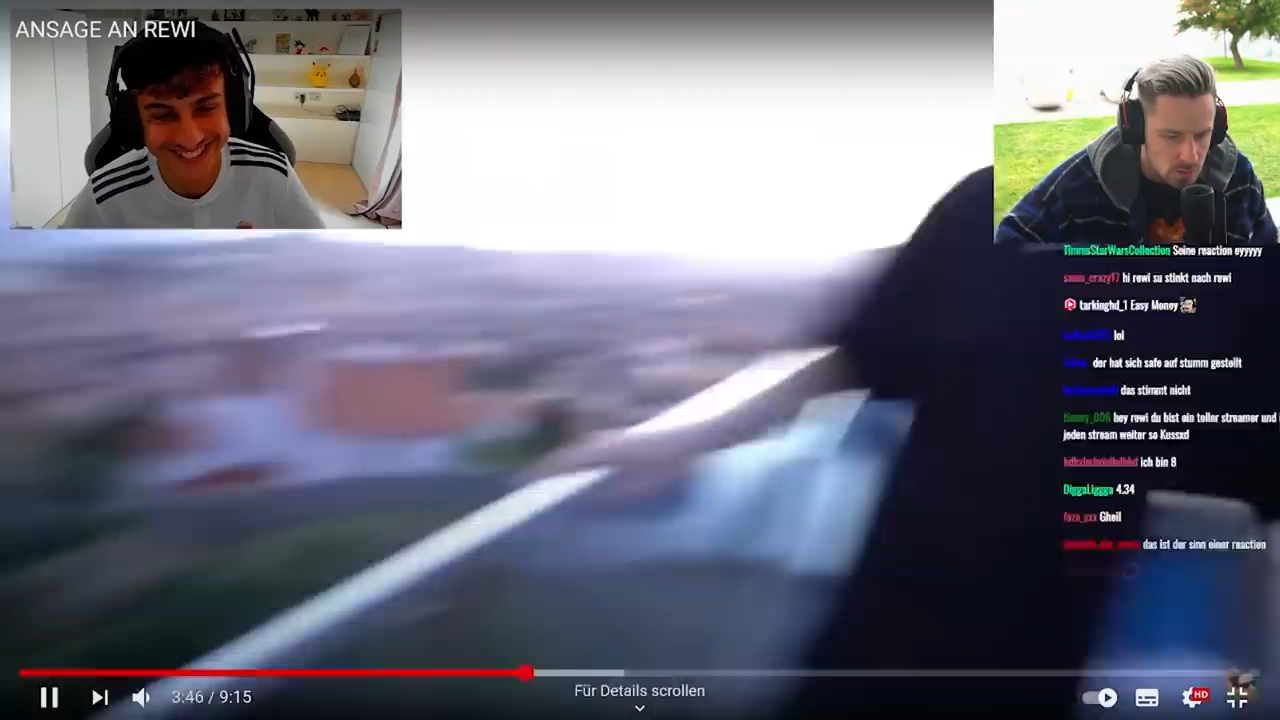 ANSAGE AN REWI
TimmsStarWarsCollection Seine reaction eyyyyy
hi rewi su stinkt nach rewi
tarkinghd_1 Easy Money
lol
der hat sich safe auf stumm gestellt
das stimmt nicht
hey rewi du bist ein toller streamer und
jeden stream weiter so Kussxd
ich bin 8
DiggaLiggga 4.34
Gheil
das ist der sinn einer reaction
3:46 / 9:15
Für Details scrollen
HD